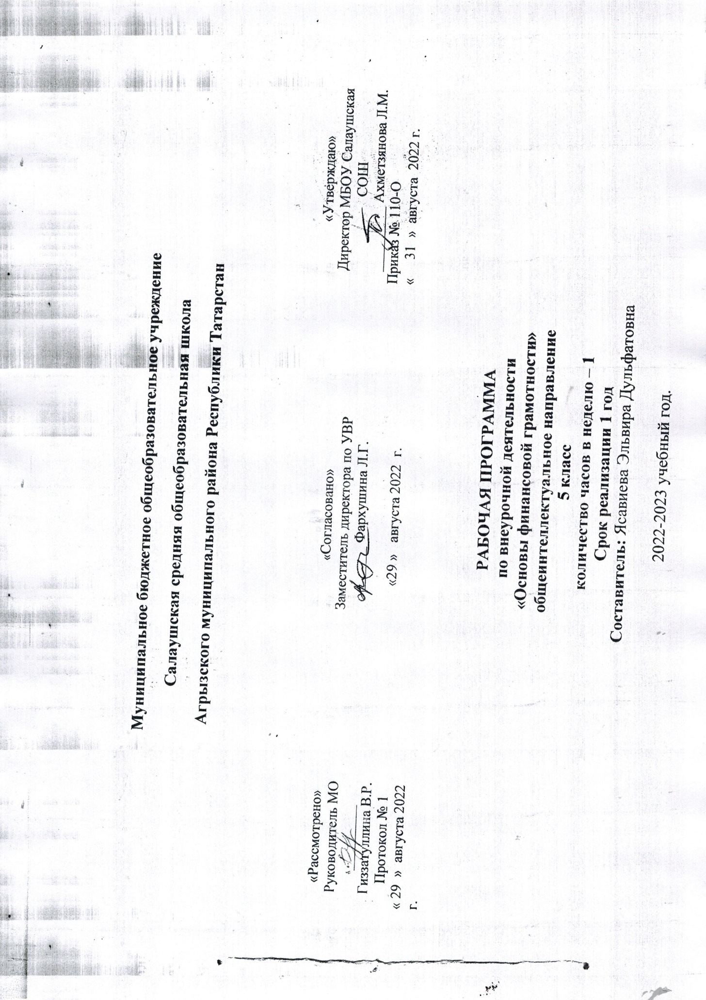 Муниципальное бюджетное общеобразовательное учреждение
Салаушская средняя общеобразовательная школа
Агрызского муниципального района Республики Татарстан
«Рассмотрено»
Руководитель МО
Гиззатуллина В.Р.
Протокол № 1
« 29 » августа 2022
г.
«Согласовано»
Заместитель директора по УВР
Фархушина Л.Г.
«29 » августа 2022 г.
«Утверждаю»
Директор МБОУ Салаушская
СОШ
Ахметзянова Л.М.
Приказ № 110-О
« 31 » августа 2022 г.
РАБОЧАЯ ПРОГРАММА
по внеурочной деятельности
«Основы финансовой грамотности»
общеинтеллектуальное направление
5 класс
количество часов в неделю – 1
Срок реализации 1 год
Составитель: Ясавиева Эльвира Дульфатовна
2022-2023 учебный год.